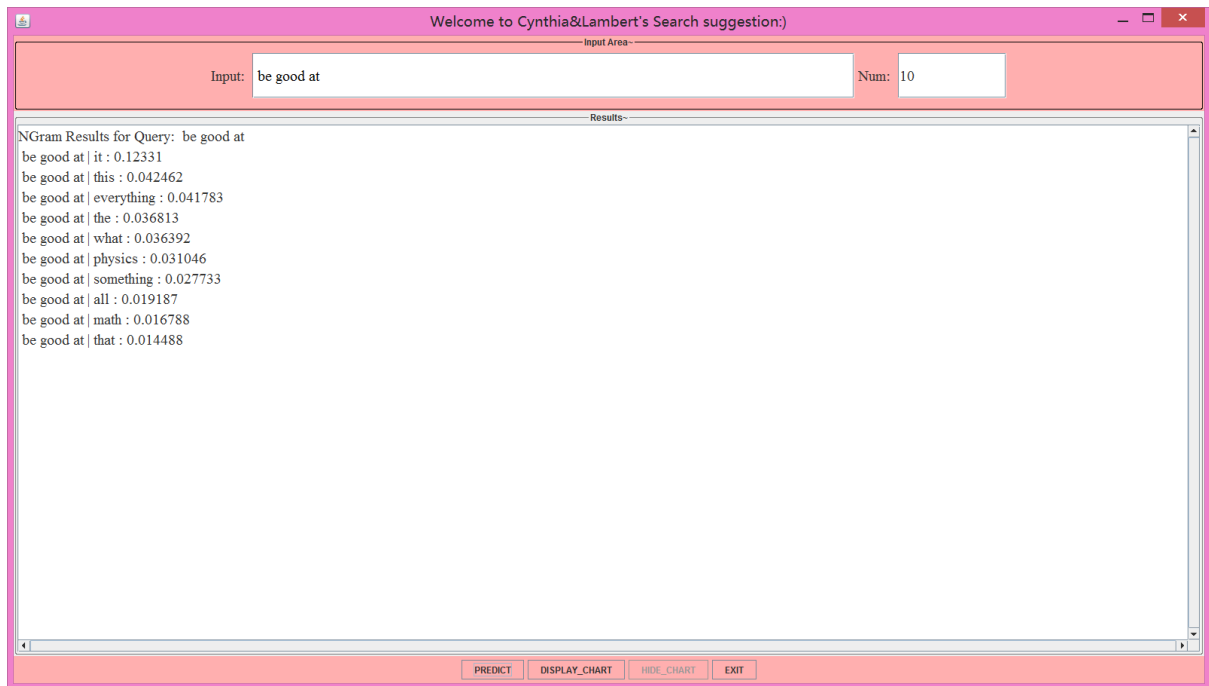 Welcome to Cynthia&Lambert's Search suggestion:)
Input Area~
Input: be good at Num: 10
Results~
NGram Results for Query:  be good at
be good at | it : 0.12331
be good at | this : 0.042462
be good at | everything : 0.041783
be good at | the : 0.036813
be good at | what : 0.036392
be good at | physics : 0.031046
be good at | something : 0.027733
be good at | all : 0.019187
be good at | math : 0.016788
be good at | that : 0.014488
PREDICT DISPLAY_CHART HIDE_CHART EXIT